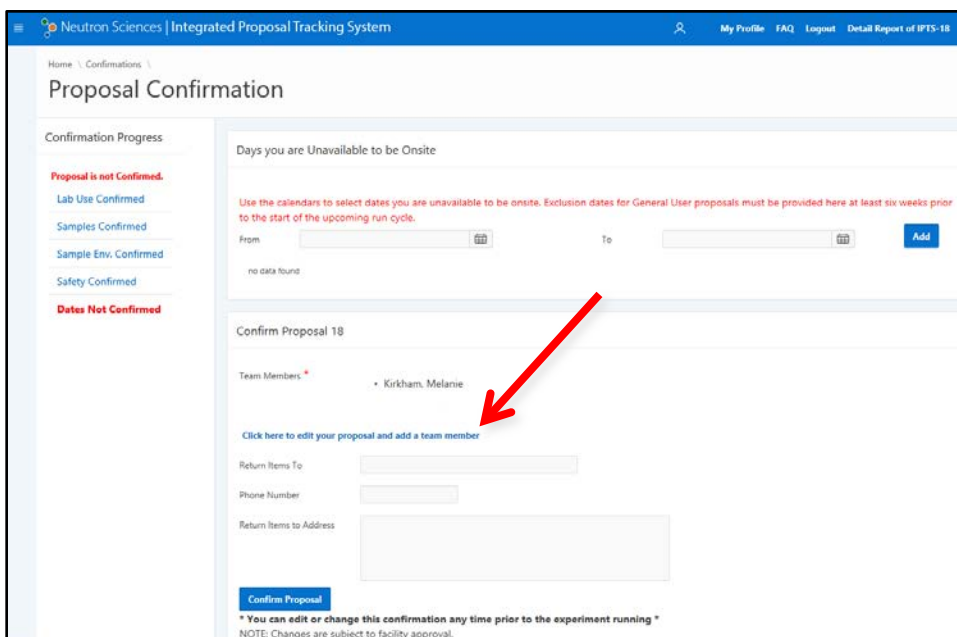 Neutron Sciences | Integrated Proposal Tracking System
My Profile FAQ Logout Detail Report of IPTS-18
Home \ Confirmations \
Proposal Confirmation
Confirmation Progress
Proposal is not Confirmed.
Lab Use Confirmed
Samples Confirmed
Sample Env. Confirmed
Safety Confirmed
Dates Not Confirmed
Days you are Unavailable to be Onsite
Use the calendars to select dates you are unavailable to be onsite. Exclusion dates for General User proposals must be provided here at least six weeks prior
to the start of the upcoming run cycle.
From To Add
no data found
Confirm Proposal 18
Team Members * • Kirkham, Melanie
Click here to edit your proposal and add a team member
Return Items To
Phone Number
Return Items to Address
Confirm Proposal
* You can edit or change this confirmation any time prior to the experiment running *
NOTE: Changes are subject to facility approval.